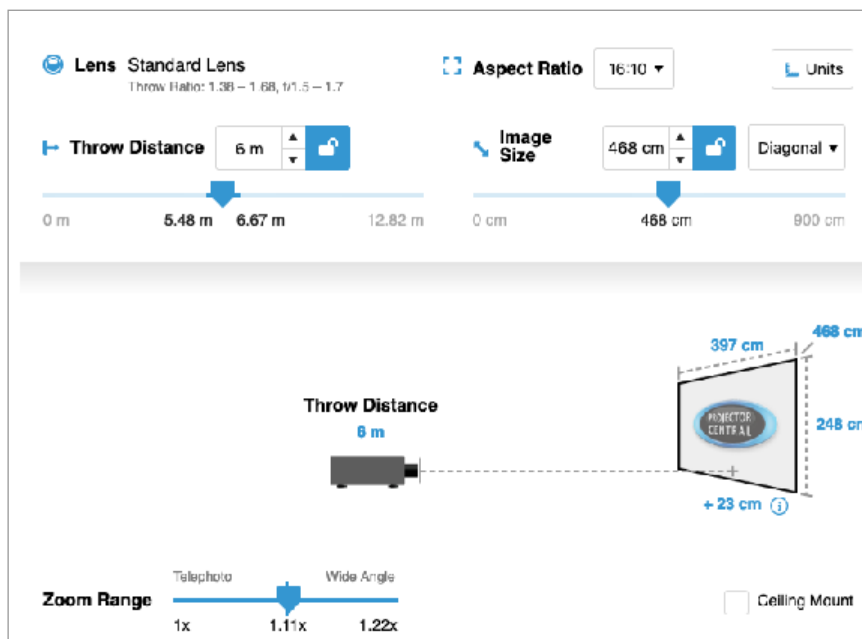 Lens Standard Lens
Throw Ratio: 1.38 – 1.68, f/1.5 – 1.7
Aspect Ratio 16:10
Units
Throw Distance 6 m
Image Size 468 cm Diagonal
0 m 5.48 m 6.67 m 12.82 m
0 cm 468 cm 900 cm
397 cm 468 cm
Throw Distance
6 m
PROJECTOR
CENTRAL
248 cm
+ 23 cm
Telephoto Wide Angle
Zoom Range
1x 1.11x 1.22x
Ceiling Mount